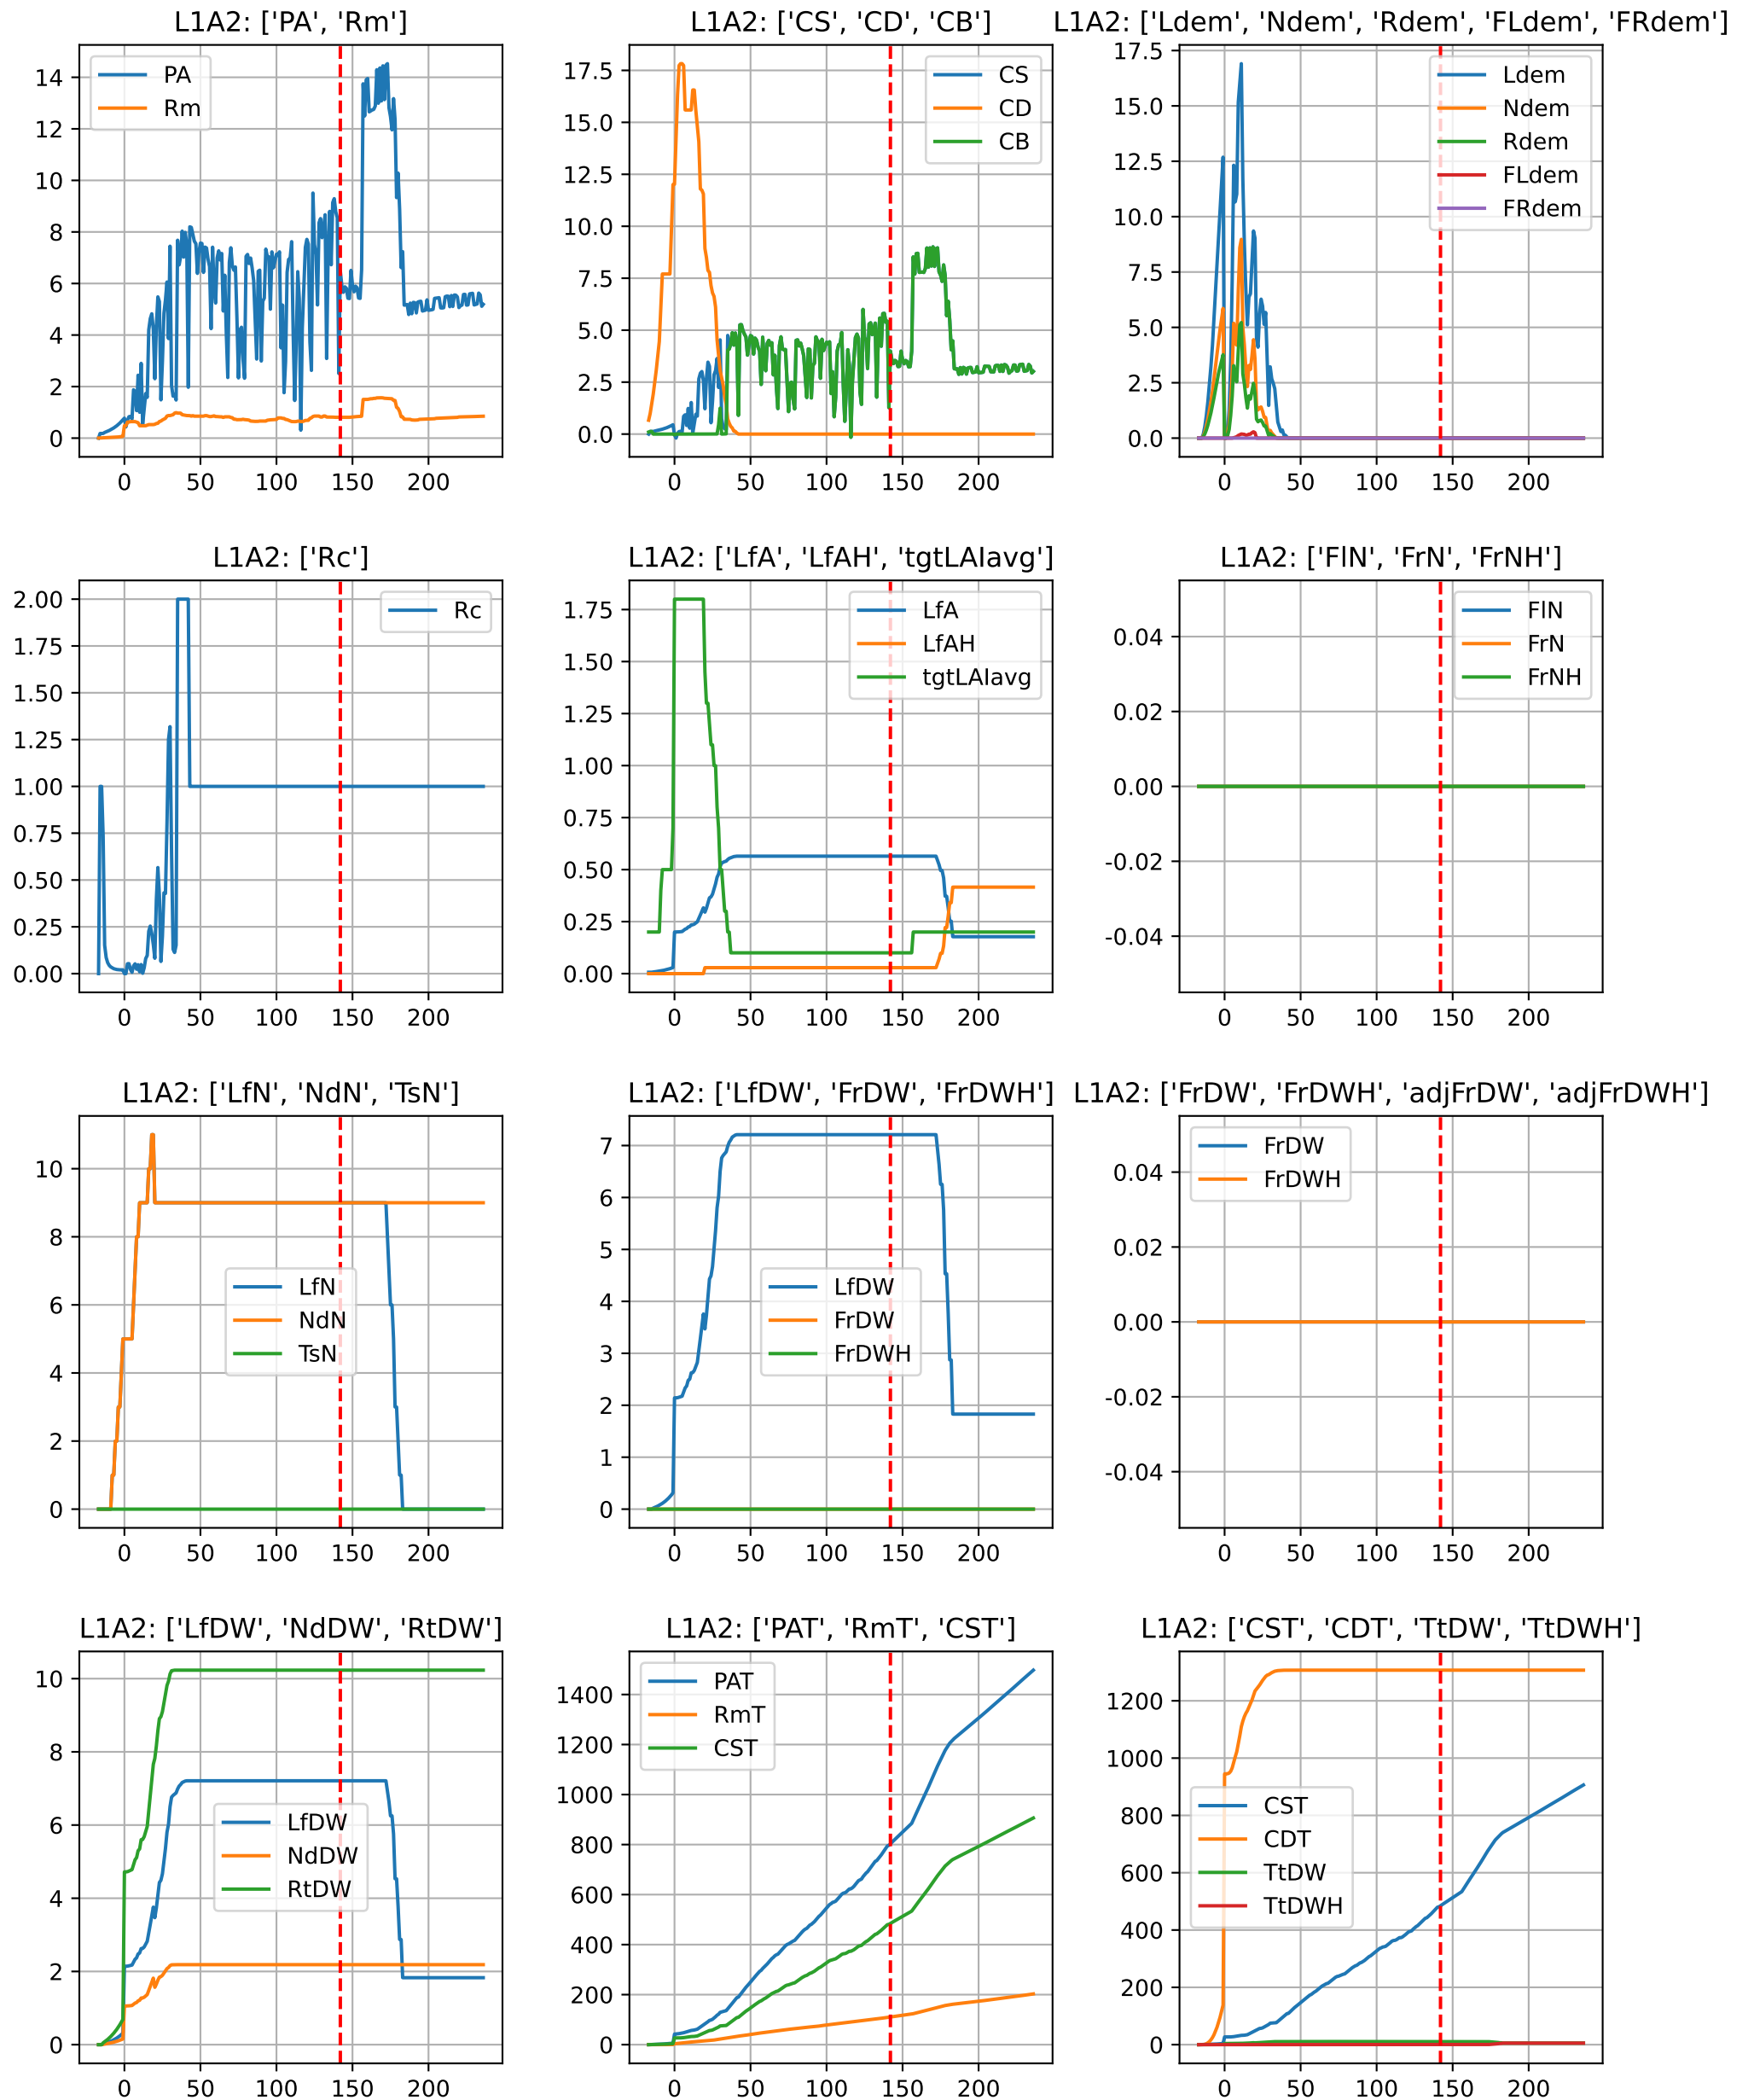 L1A2: ['PA', 'Rm']
PA
Rm
14
12
10
8
6
4
2
0
0 50 100 150 200
L1A2: ['CS', 'CD', 'CB']
CS
CD
CB
17.5
15.0
12.5
10.0
7.5
5.0
2.5
0.0
0 50 100 150 200
L1A2: ['Ldem', 'Ndem', 'Rdem', 'FLdem', 'FRdem']
Ldem
Ndem
Rdem
FLdem
FRdem
17.5
15.0
12.5
10.0
7.5
5.0
2.5
0.0
0 50 100 150 200
L1A2: ['Rc']
Rc
2.00
1.75
1.50
1.25
1.00
0.75
0.50
0.25
0.00
0 50 100 150 200
L1A2: ['LfA', 'LfAH', 'tgtLAIavg']
LfA
LfAH
tgtLAIavg
1.75
1.50
1.25
1.00
0.75
0.50
0.25
0.00
0 50 100 150 200
L1A2: ['FlN', 'FrN', 'FrNH']
FlN
FrN
FrNH
0.04
0.02
0.00
-0.02
-0.04
0 50 100 150 200
L1A2: ['LfN', 'NdN', 'TsN']
10
8
6
4
2
0
LfN
NdN
TsN
0 50 100 150 200
L1A2: ['LfDW', 'FrDW', 'FrDWH']
7
6
5
4
3
2
1
0
LfDW
FrDW
FrDWH
0 50 100 150 200
L1A2: ['FrDW', 'FrDWH', 'adjFrDW', 'adjFrDWH']
FrDW
FrDWH
0.04
0.02
0.00
-0.02
-0.04
0 50 100 150 200
L1A2: ['LfDW', 'NdDW', 'RtDW']
10
8
6
4
2
0
LfDW
NdDW
RtDW
0 50 100 150 200
L1A2: ['PAT', 'RmT', 'CST']
PAT
RmT
CST
1400
1200
1000
800
600
400
200
0
0 50 100 150 200
L1A2: ['CST', 'CDT', 'TtDW', 'TtDWH']
1200
1000
800
600
400
200
0
CST
CDT
TtDW
TtDWH
0 50 100 150 200